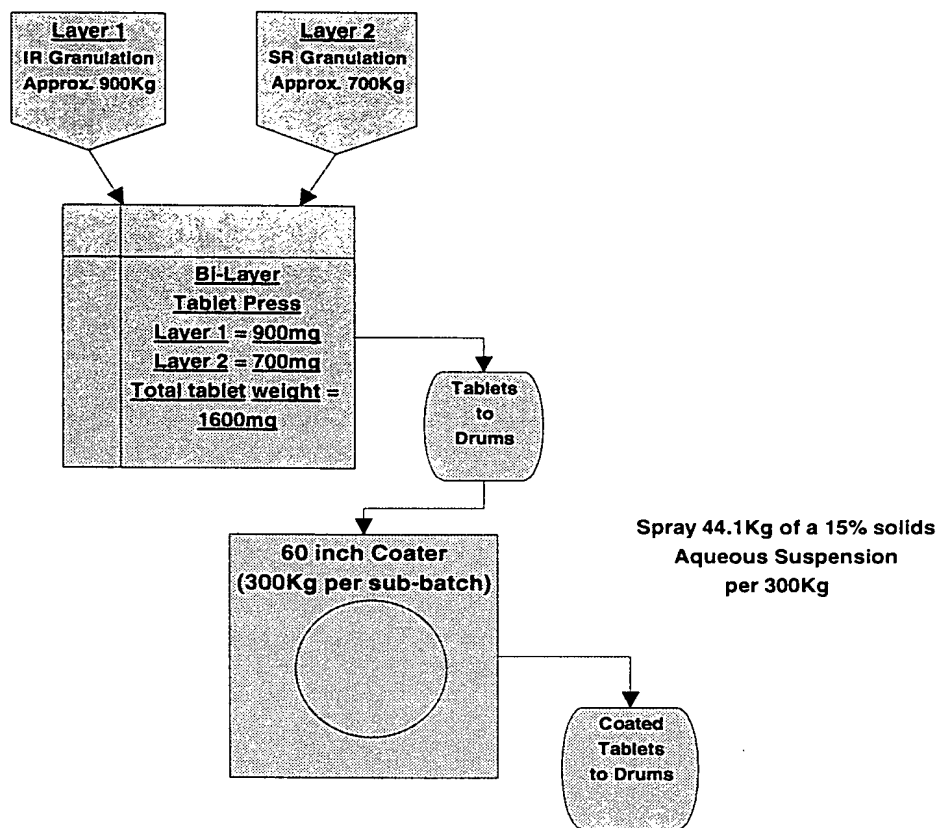 Layer 1
IR Granulation
Approx. 900Kg
Layer 2
SR Granulation
Approx. 700Kg
Bi-Layer
Tablet Press
Layer 1 = 900mg
Layer 2 = 700mg
Total tablet weight =
1600mg
Tablets
to
Drums
60 inch Coater
(300Kg per sub-batch)
Spray 44.1Kg of a 15% solids
Aqueous Suspension
per 300Kg
Coated
Tablets
to Drums